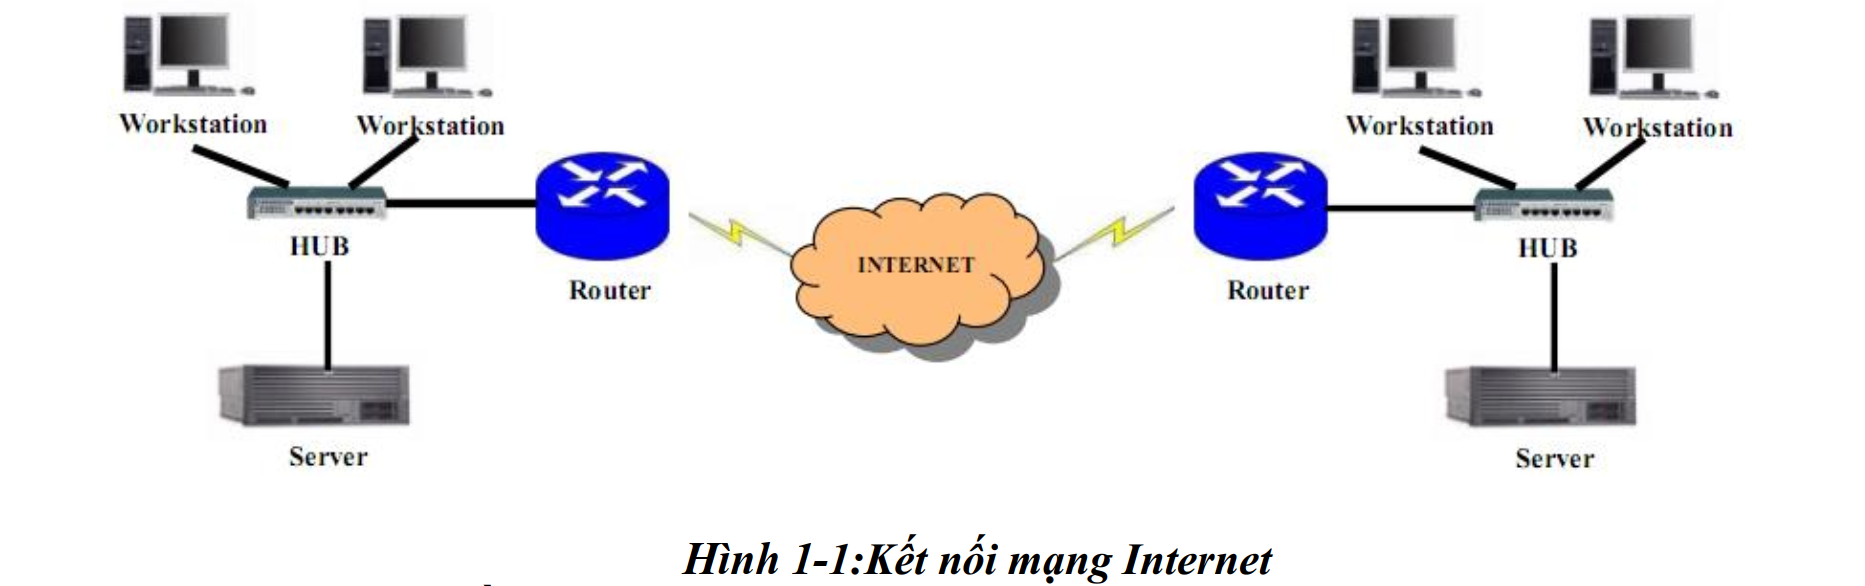 Workstation
Workstation
Workstation
Workstation
HUB
HUB
INTERNET
Router
Router
Server
Server
Hình 1-1:Kết nối mạng Internet